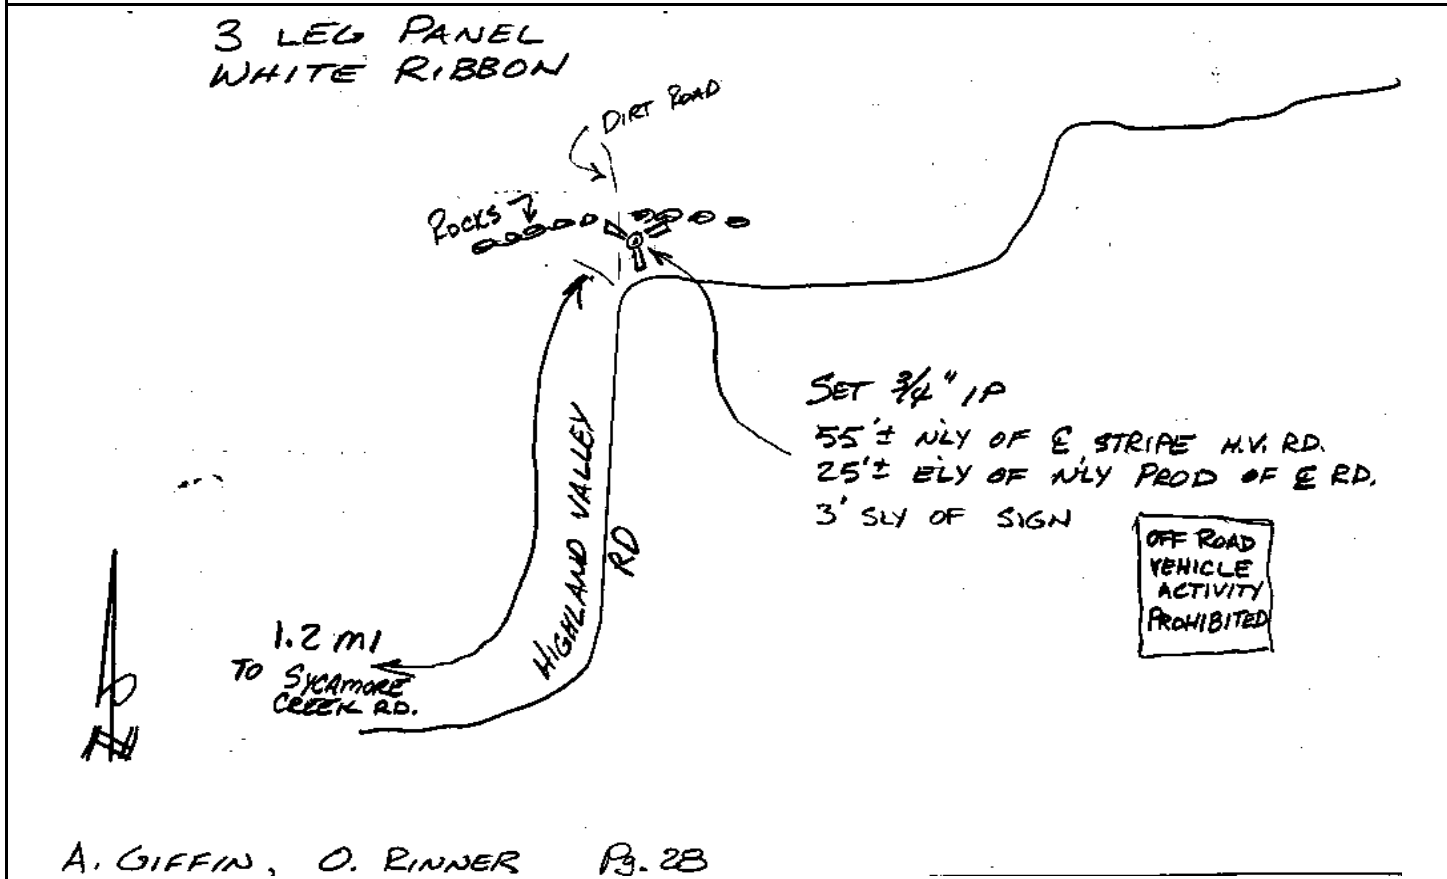 3 LEG PANEL
WHITE RIBBON
DIRT ROAD
ROCKS
SET 3/4" IP
55'± NLY OF ℄ STRIPE H.V. RD.
25'± ELY OF NLY PROD OF ℄ RD.
3' SLY OF SIGN
OFF ROAD
VEHICLE
ACTIVITY
PROHIBITED
HIGHLAND VALLEY
RD
1.2 MI
TO SYCAMORE
CREEK RD.
N
A. GIFFIN, O. RINNER Pg. 28